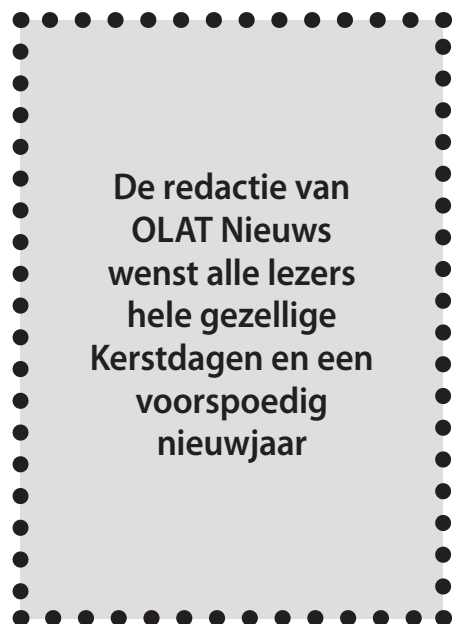 De redactie van
OLAT Nieuws
wenst alle lezers
hele gezellige
Kerstdagen en een
voorspoedig
nieuwjaar